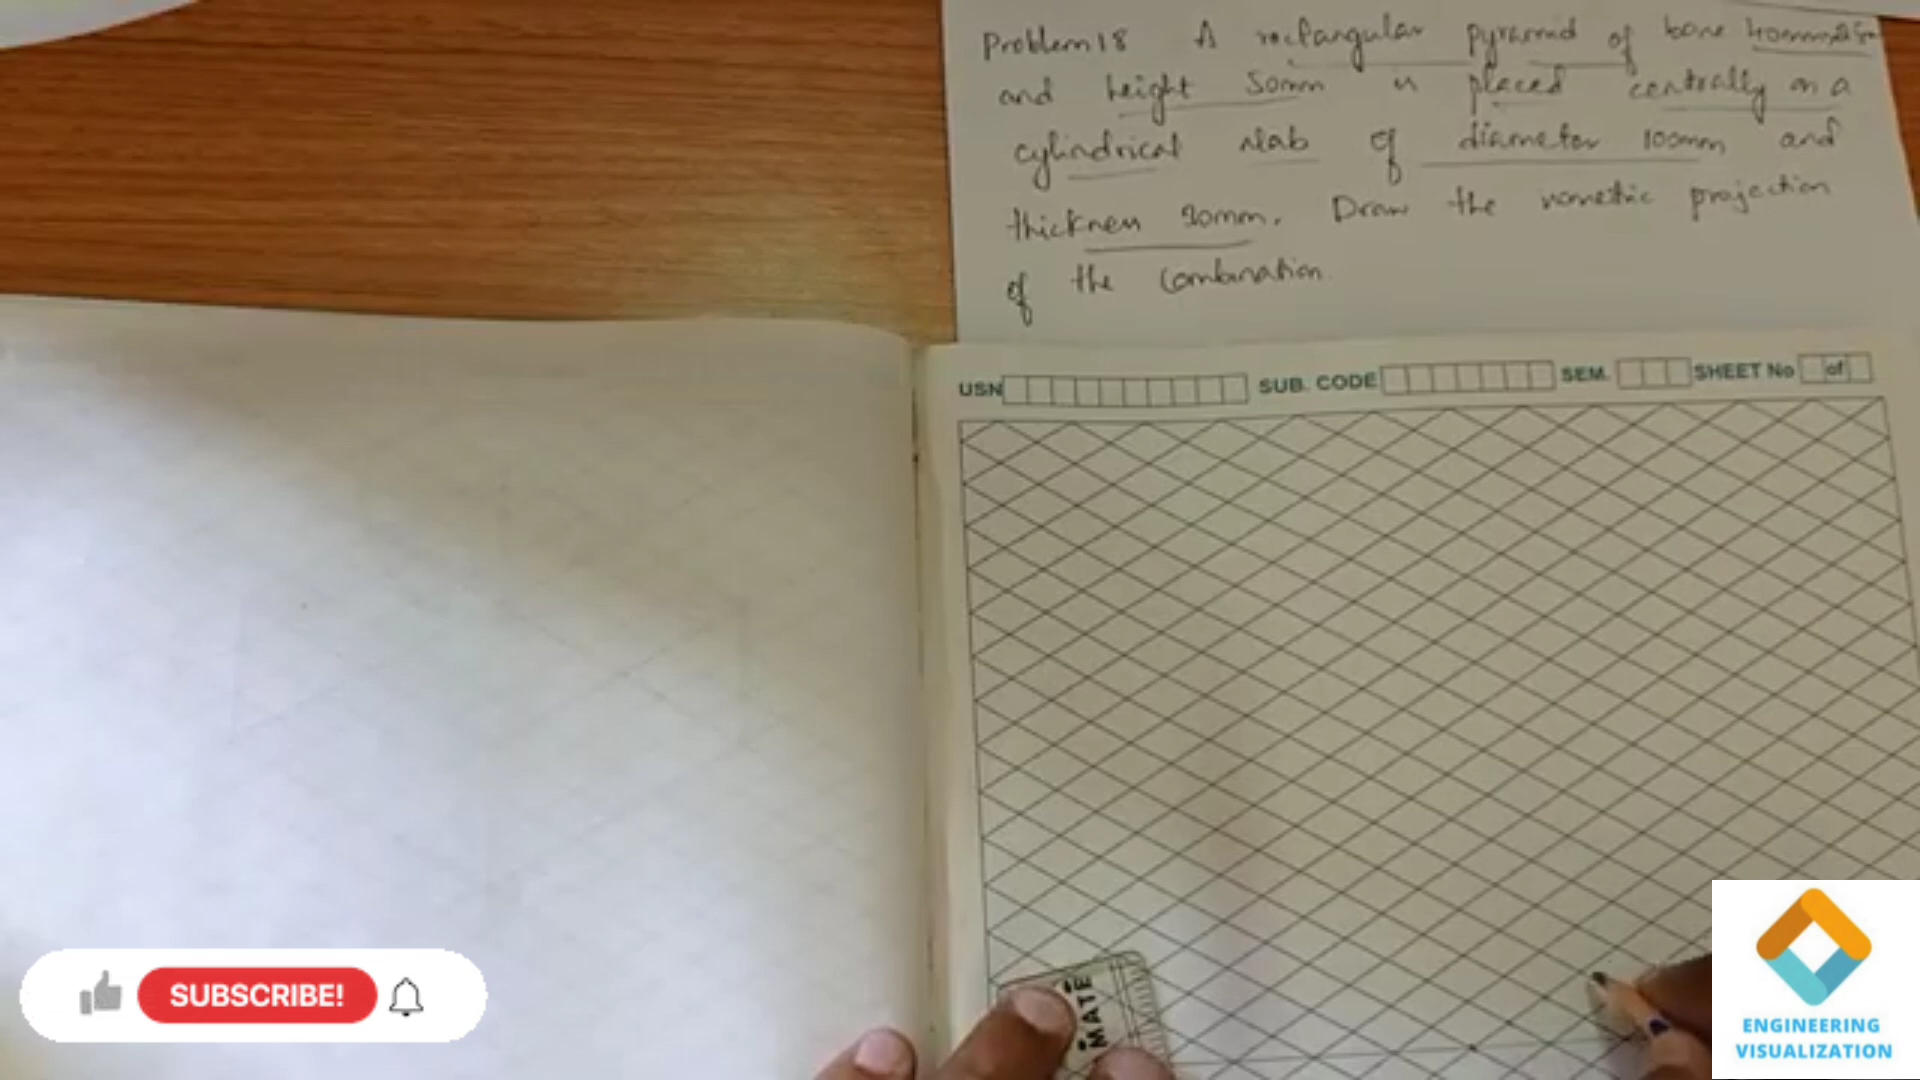 Problem 18 A rectangular pyramid of base 40mmx25mm
and height 50mm is placed centrally on a
cylindrical slab of diameter 100mm and
thickness 30mm. Draw the isometric projection
of the combination.
USN SUB. CODE SEM. SHEET No of
MATE
SUBSCRIBE!
ENGINEERING
VISUALIZATION